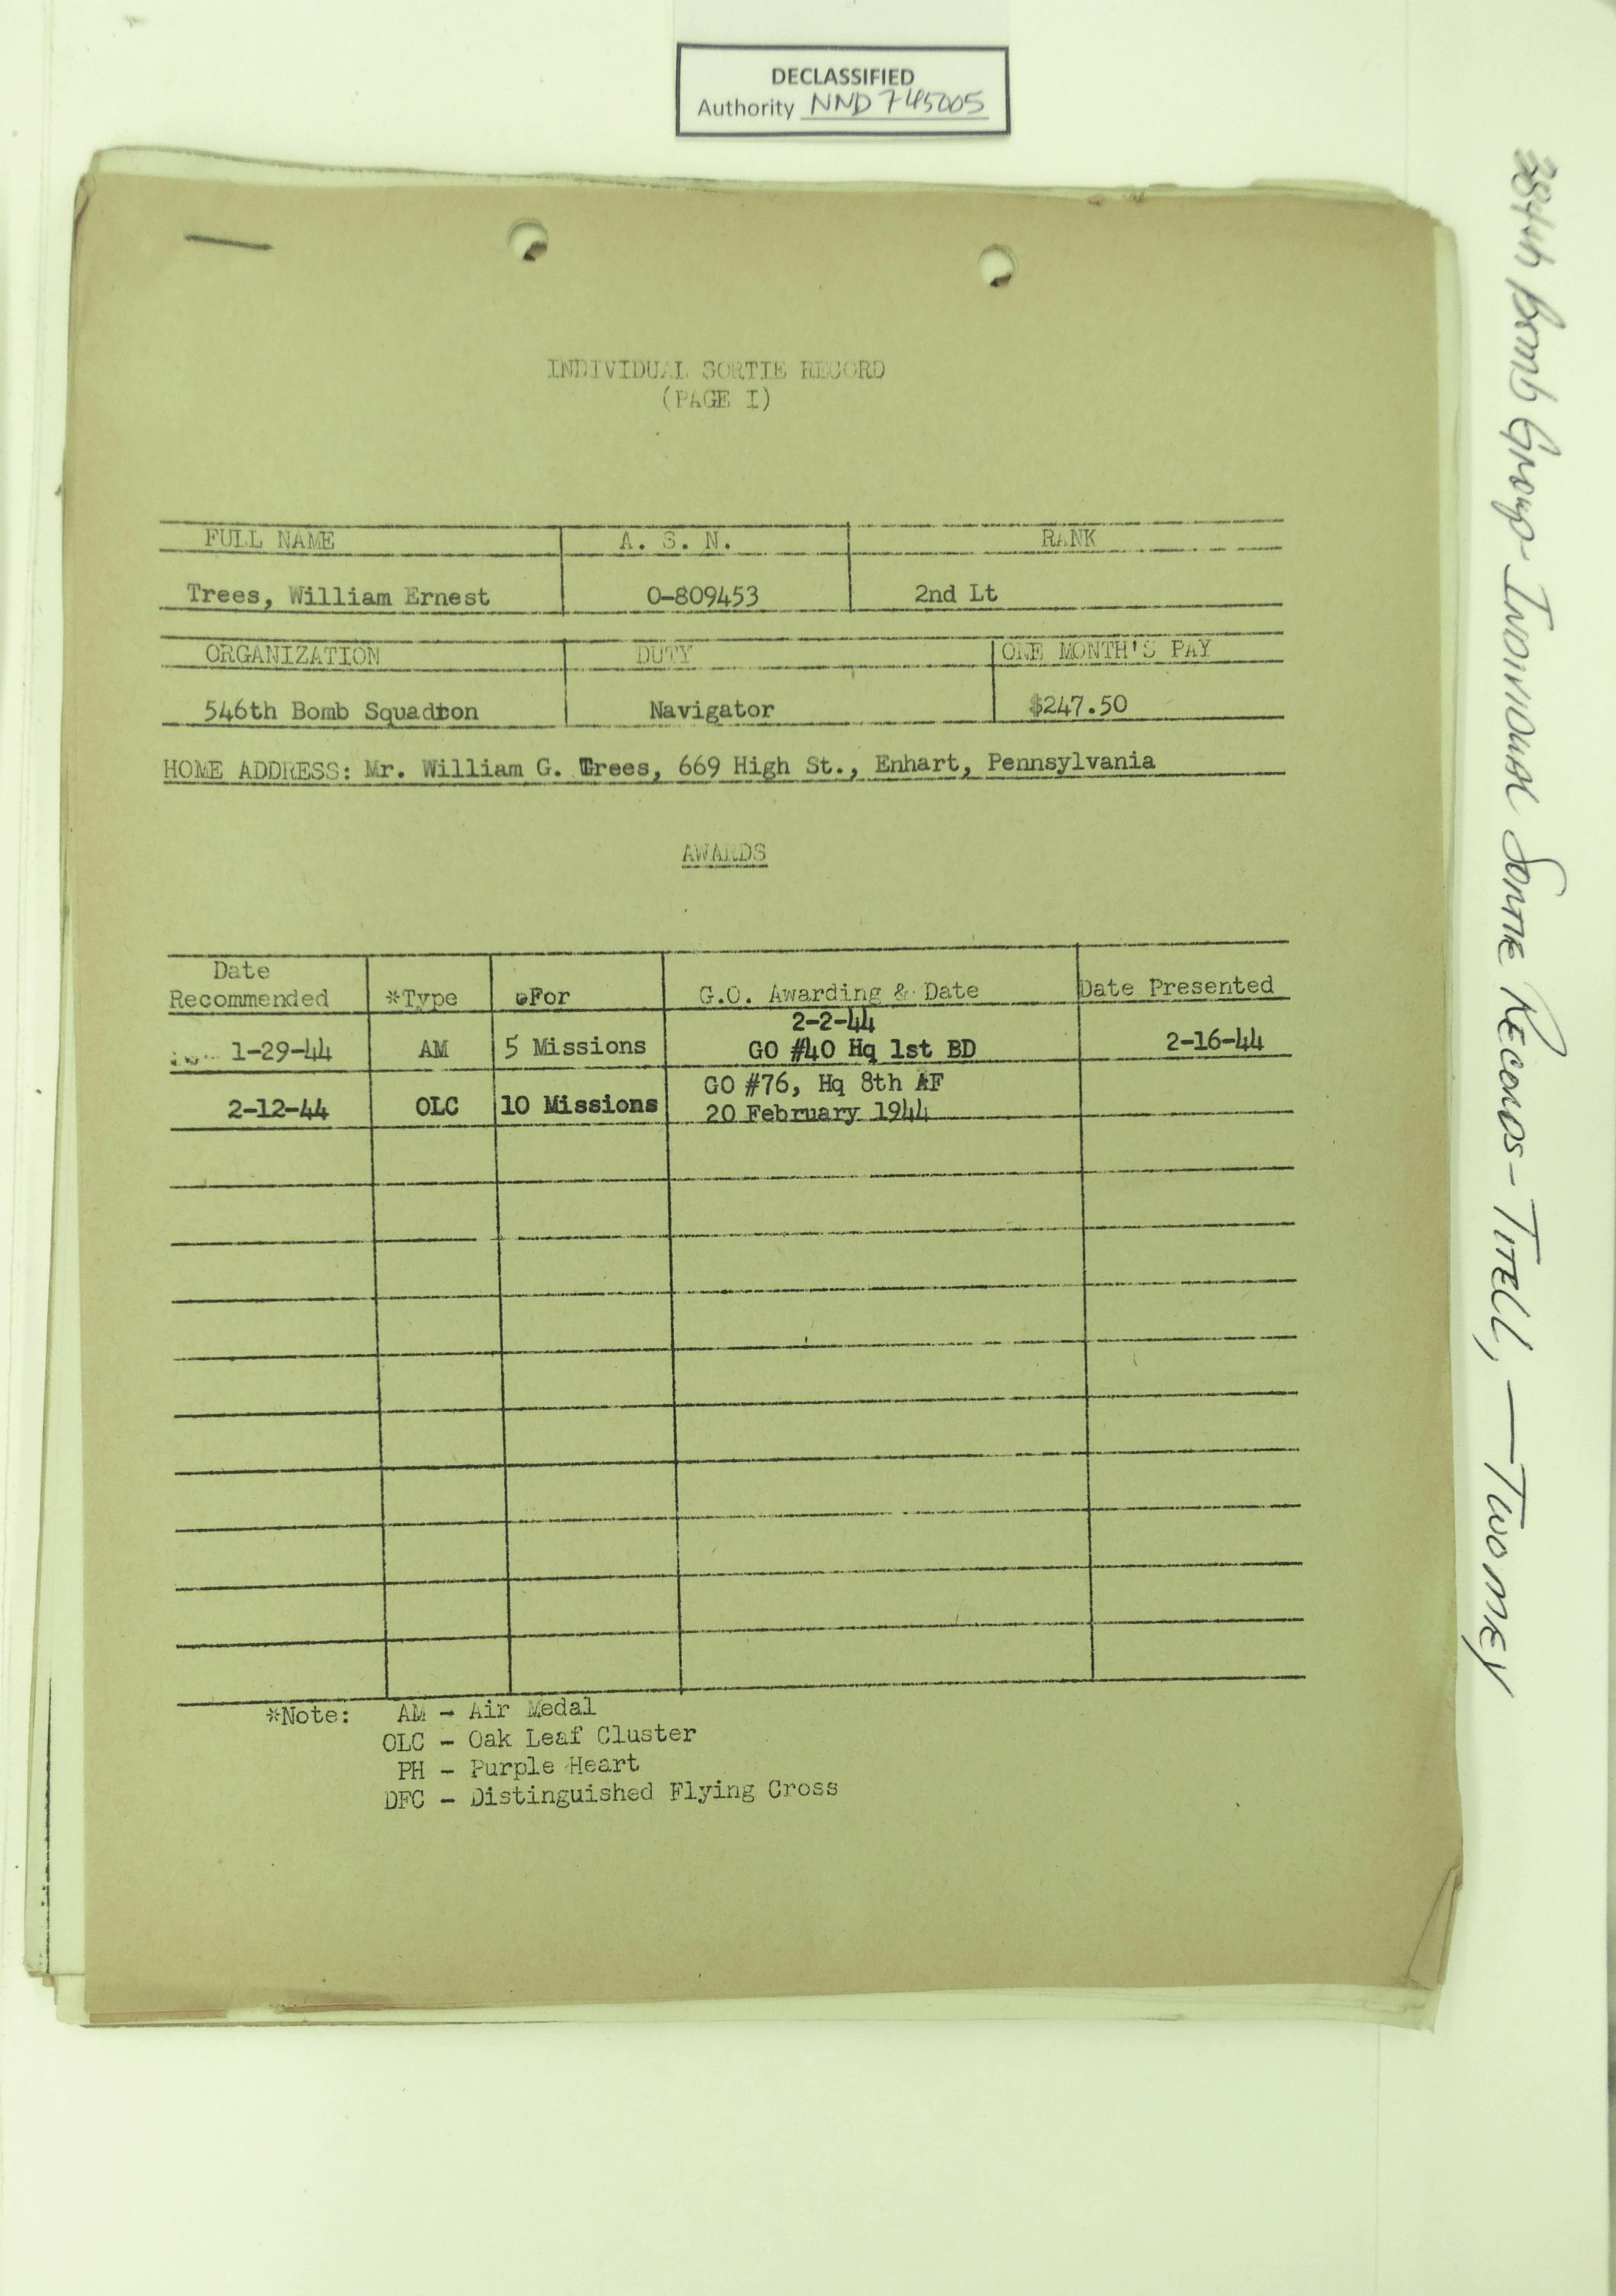 DECLASSIFIED
Authority NND 745005
INDIVIDUAL SORTIE RECORD
(PAGE I)
FULL NAME A. S. N. RANK
Trees, William Ernest 0-809453 2nd Lt
ORGANIZATION DUTY ONE MONTH'S PAY
546th Bomb Squadron Navigator $247.50
HOME ADDRESS: Mr. William G. Trees, 669 High St., Enhart, Pennsylvania
AWARDS
Date
Recommended *Type For G.O. Awarding & Date Date Presented
2-2-44
1-29-44 AM 5 Missions GO #40 Hq 1st BD 2-16-44
GO #76, Hq 8th AF
2-12-44 OLC 10 Missions 20 February 1944
*Note: AM - Air Medal
OLC - Oak Leaf Cluster
PH - Purple Heart
DFC - Distinguished Flying Cross
384th Bomb Group - Individual Sortie Records - Titell, — Twomey